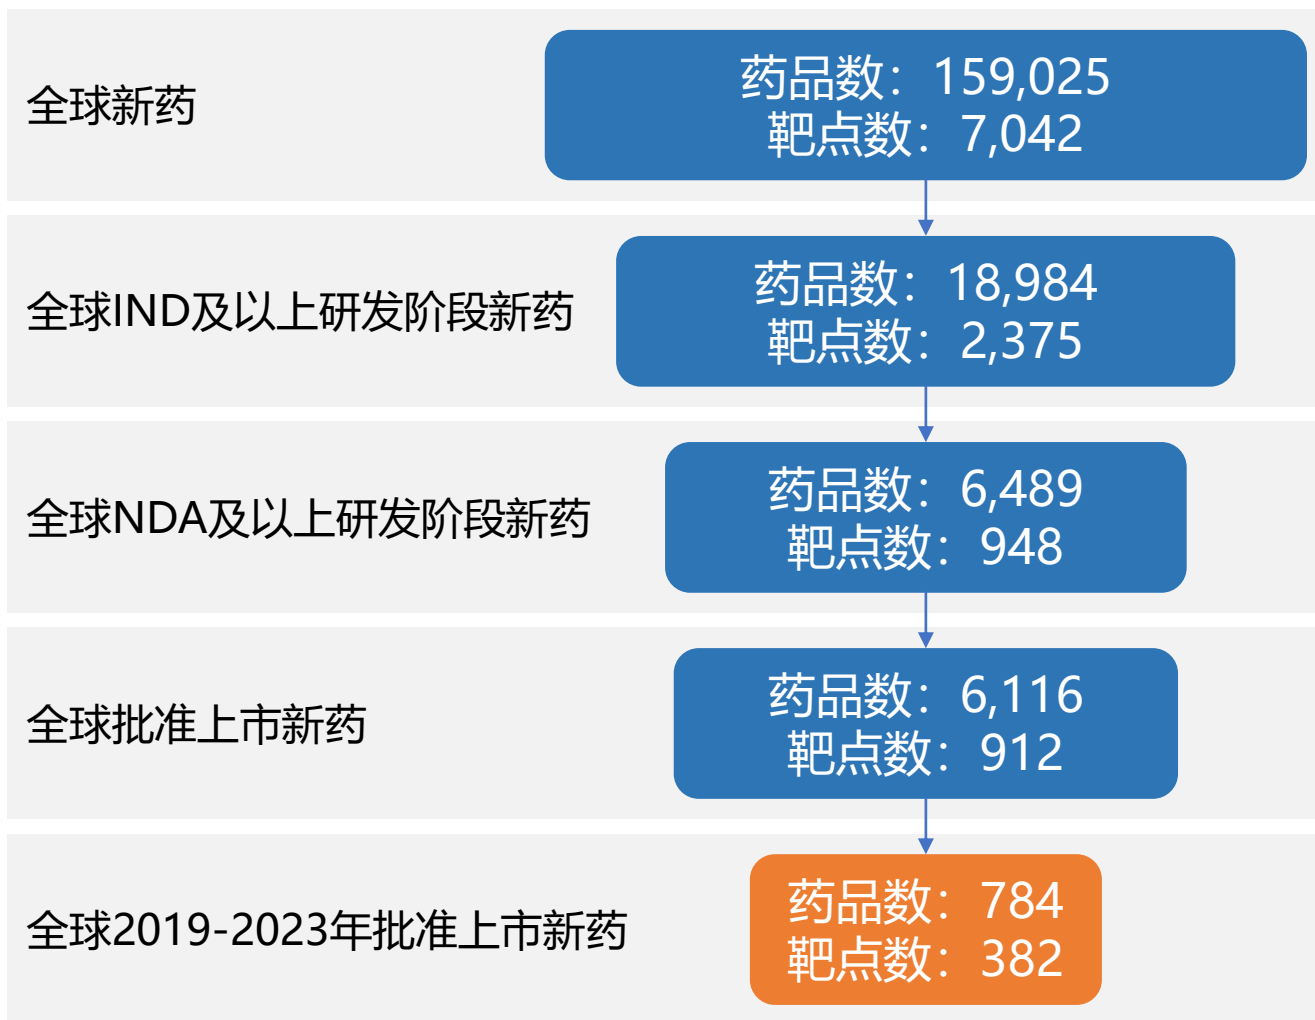 全球新药
药品数：159,025
靶点数：7,042
全球IND及以上研发阶段新药
药品数：18,984
靶点数：2,375
全球NDA及以上研发阶段新药
药品数：6,489
靶点数：948
全球批准上市新药
药品数：6,116
靶点数：912
全球2019-2023年批准上市新药
药品数：784
靶点数：382